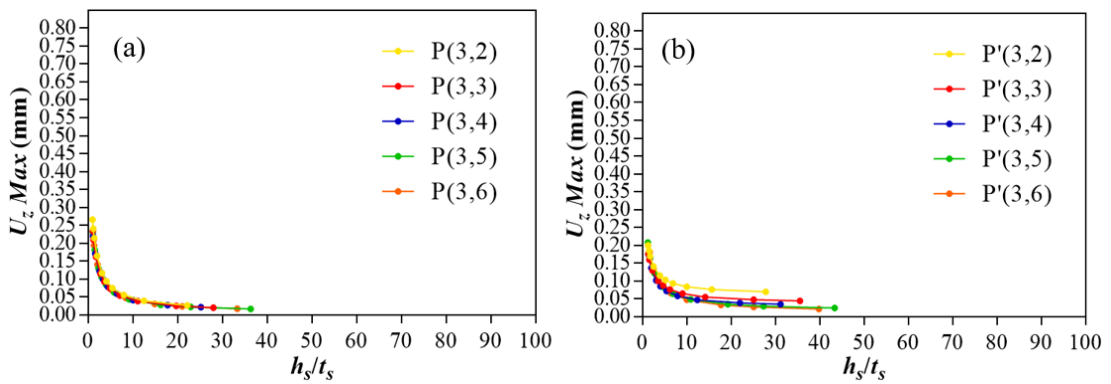 (a)
P(3,2)
P(3,3)
P(3,4)
P(3,5)
P(3,6)
U_z Max (mm)
0.80
0.75
0.70
0.65
0.60
0.55
0.50
0.45
0.40
0.35
0.30
0.25
0.20
0.15
0.10
0.05
0.00
0 10 20 30 40 50 60 70 80 90 100
h_s/t_s
(b)
P'(3,2)
P'(3,3)
P'(3,4)
P'(3,5)
P'(3,6)
U_z Max (mm)
0.80
0.75
0.70
0.65
0.60
0.55
0.50
0.45
0.40
0.35
0.30
0.25
0.20
0.15
0.10
0.05
0.00
0 10 20 30 40 50 60 70 80 90 100
h_s/t_s